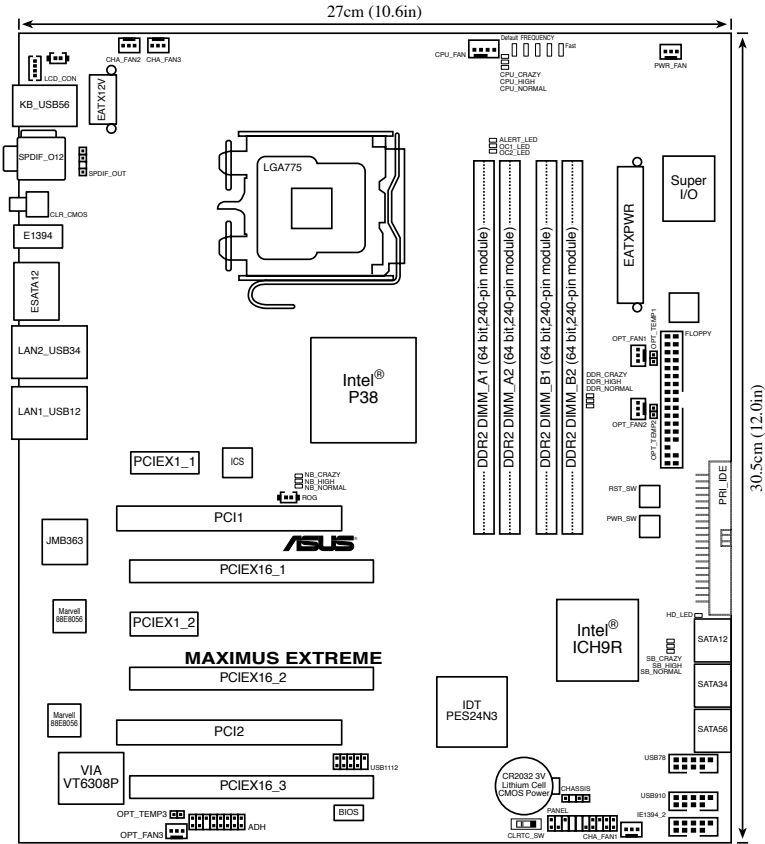 27cm (10.6in)
CHA_FAN2
CHA_FAN3
LCD_CON
EATX12V
KB_USB56
CPU_FAN
Default
FREQUENCY
Fast
CPU_CRAZY
CPU_HIGH
CPU_NORMAL
PWR_FAN
SPDIF_O12
SPDIF_OUT
ALERT_LED
OC1_LED
OC2_LED
LGA775
Super
I/O
CLR_CMOS
E1394
ESATA12
EATXPWR
DDR2 DIMM_A1 (64 bit,240-pin module)
DDR2 DIMM_A2 (64 bit,240-pin module)
DDR2 DIMM_B1 (64 bit,240-pin module)
DDR2 DIMM_B2 (64 bit,240-pin module)
LAN2_USB34
LAN1_USB12
Intel®
P38
OPT_FAN1
OPT_TEMP1
FLOPPY
DDR_CRAZY
DDR_HIGH
DDR_NORMAL
OPT_FAN2
OPT_TEMP2
30.5cm (12.0in)
PCIEX1_1
ICS
NB_CRAZY
NB_HIGH
NB_NORMAL
ROG
RST_SW
PWR_SW
PRI_IDE
PCI1
JMB363
ASUS
PCIEX16_1
Marvell
88E8056
PCIEX1_2
Intel®
ICH9R
HD_LED
SATA12
SB_CRAZY
SB_HIGH
SB_NORMAL
MAXIMUS EXTREME
PCIEX16_2
SATA34
Marvell
88E8056
PCI2
IDT
PES24N3
SATA56
VIA
VT6308P
USB1112
USB78
PCIEX16_3
CR2032 3V
Lithium Cell
CMOS Power
CHASSIS
USB910
OPT_TEMP3
OPT_FAN3
ADH
BIOS
CLRTC_SW
PANEL
CHA_FAN1
IE1394_2